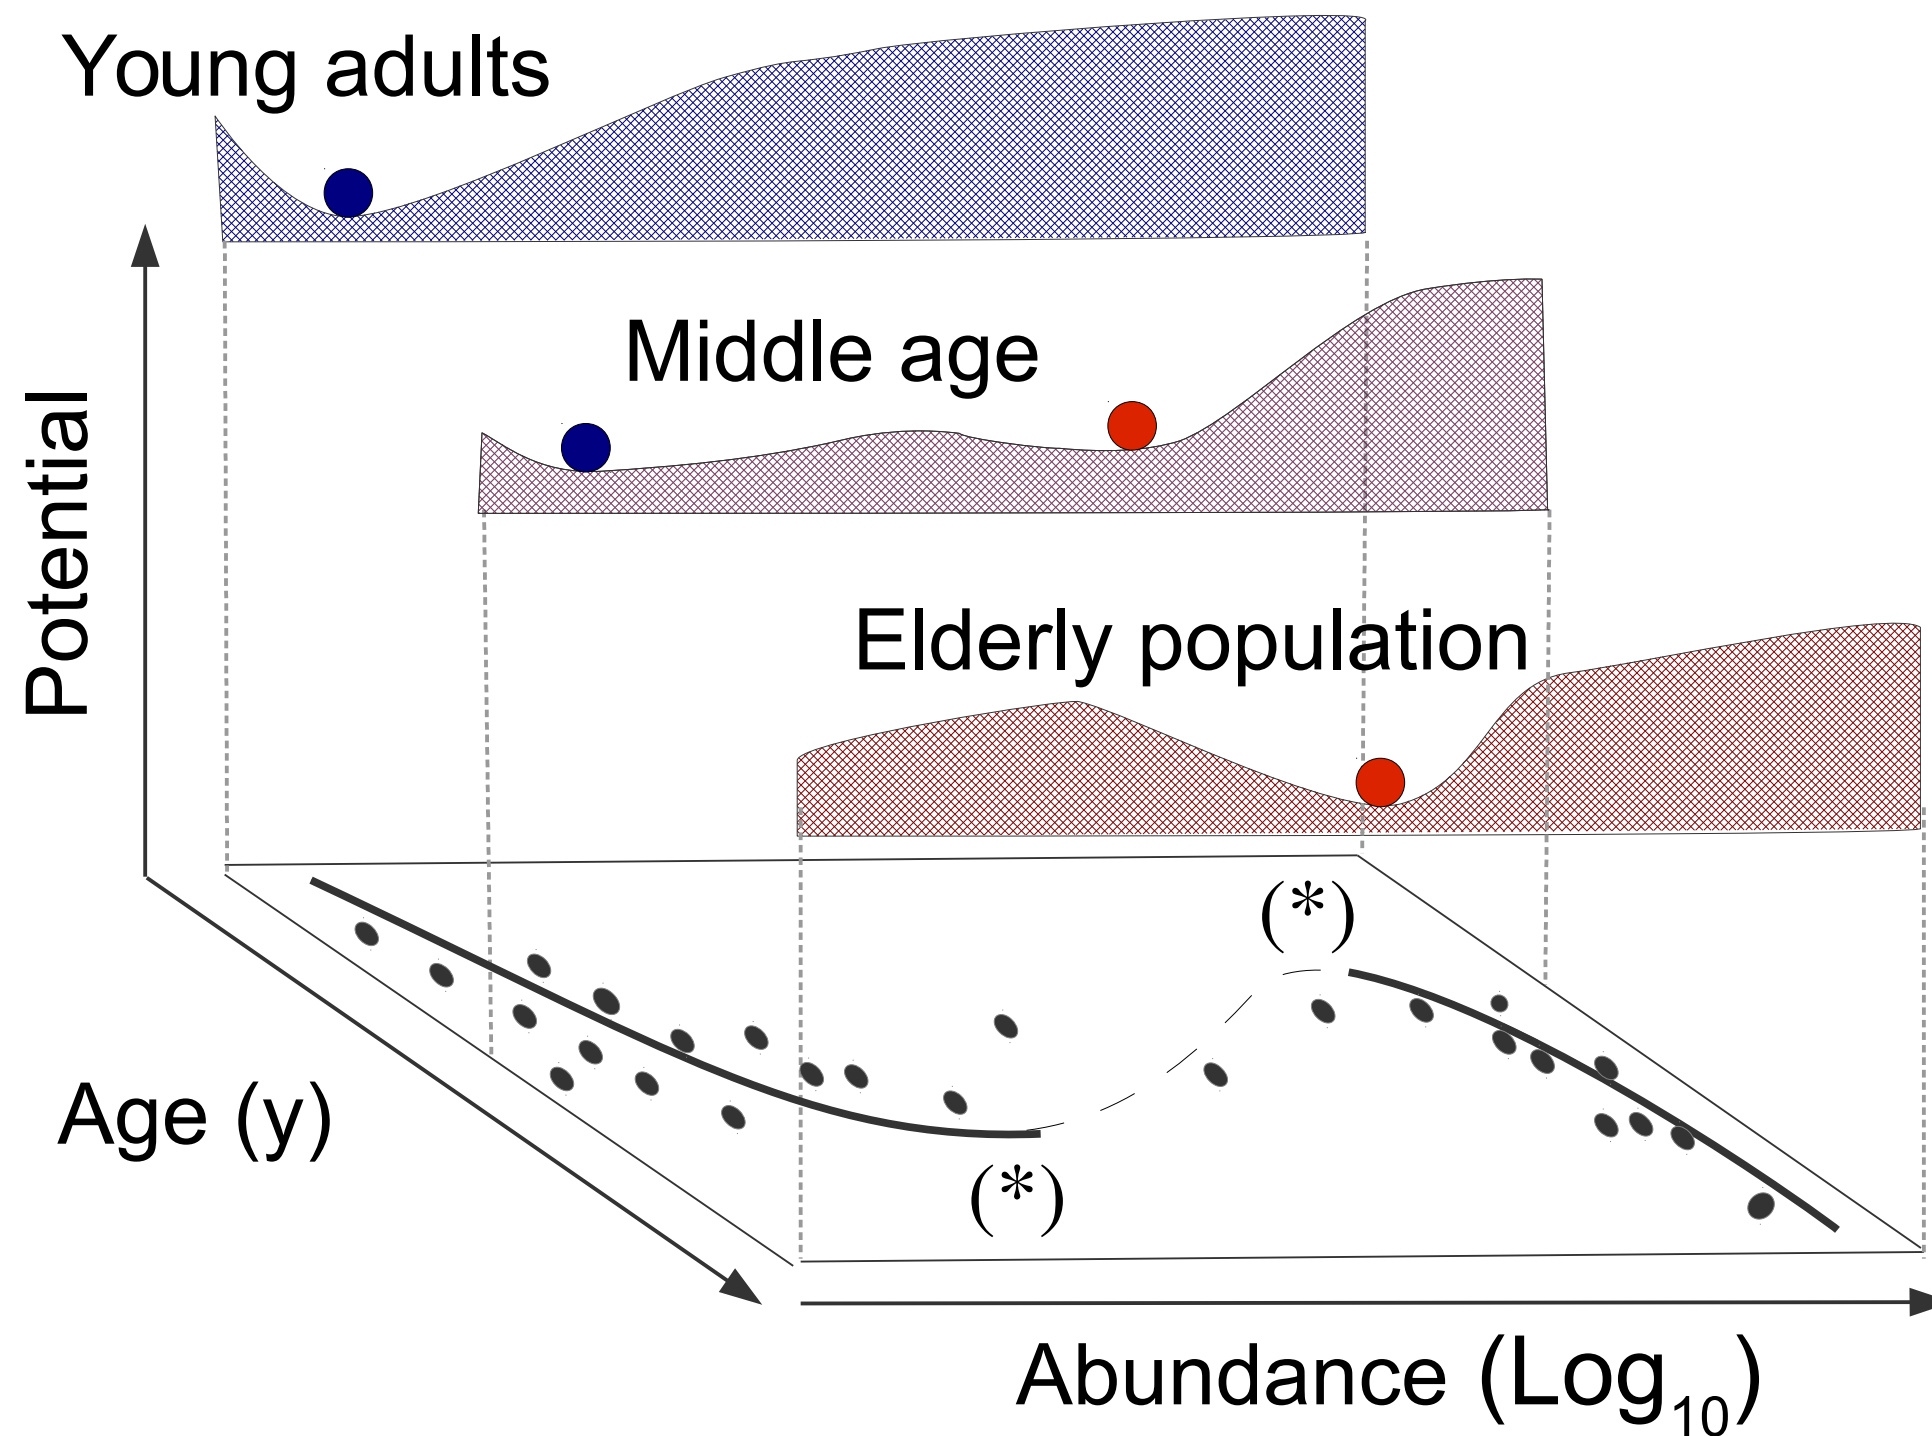 Young adults
Middle age
Potential
Elderly population
(*)
Age (y)
(*)
Abundance (Log₁₀)